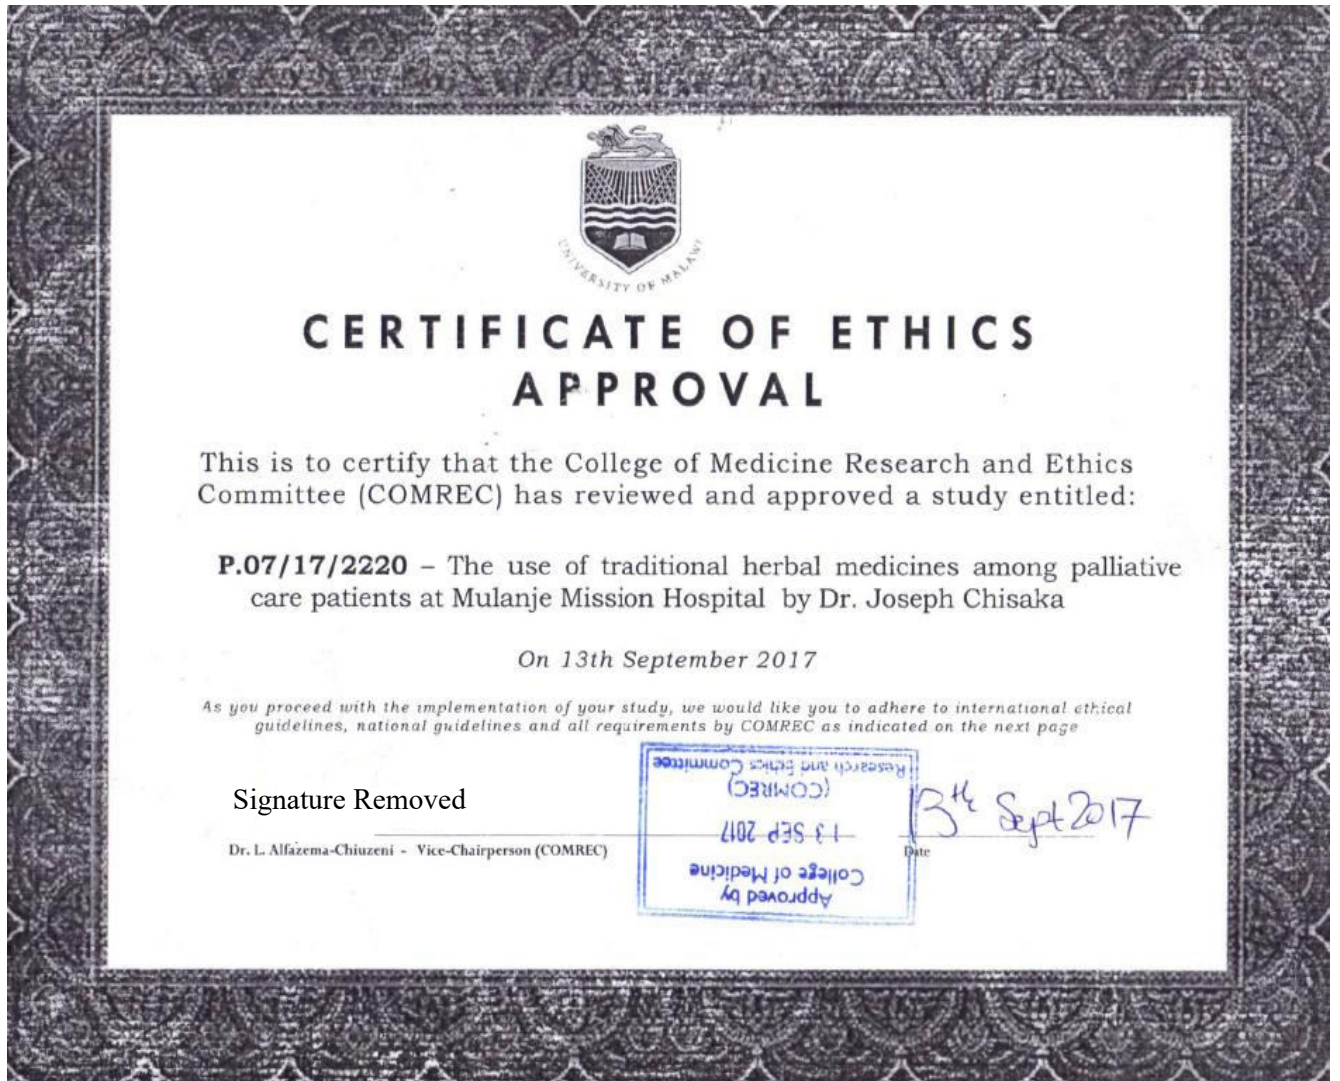 UNIVERSITY OF MALAWI
CERTIFICATE OF ETHICS
APPROVAL
This is to certify that the College of Medicine Research and Ethics
Committee (COMREC) has reviewed and approved a study entitled:
P.07/17/2220 – The use of traditional herbal medicines among palliative
care patients at Mulanje Mission Hospital by Dr. Joseph Chisaka
On 13th September 2017
As you proceed with the implementation of your study, we would like you to adhere to international ethical
guidelines, national guidelines and all requirements by COMREC as indicated on the next page
Signature Removed
Dr. L. Alfazema-Chiuzeni - Vice-Chairperson (COMREC)
Approved by
College of Medicine
13 SEP 2017
(COMREC)
Research and Ethics Committee
13th Sept 2017
Date